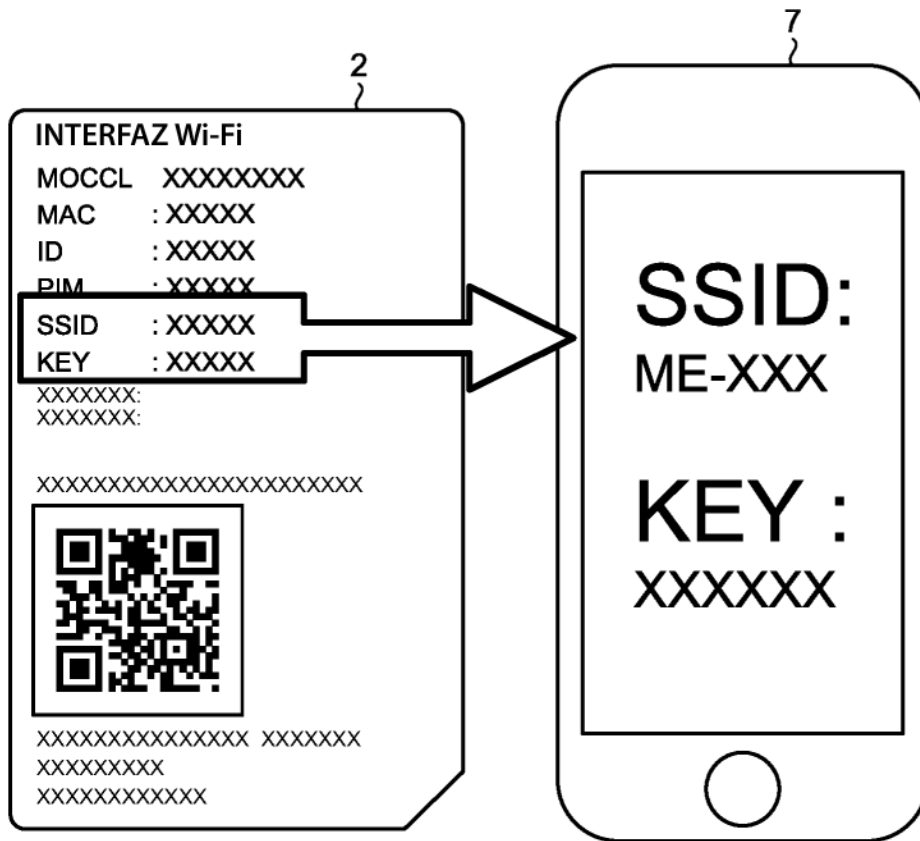 2
7
INTERFAZ Wi-Fi
MOCCL XXXXXXXX
MAC : XXXXX
ID : XXXXX
PIM : XXXXX
SSID : XXXXX
KEY : XXXXX
XXXXXXX:
XXXXXXX:
XXXXXXXXXXXXXXXXXXXXXXX
XXXXXXXXXXXXXXX XXXXXXX
XXXXXXXXX
XXXXXXXXXXXX
SSID:
ME-XXX
KEY :
XXXXXX